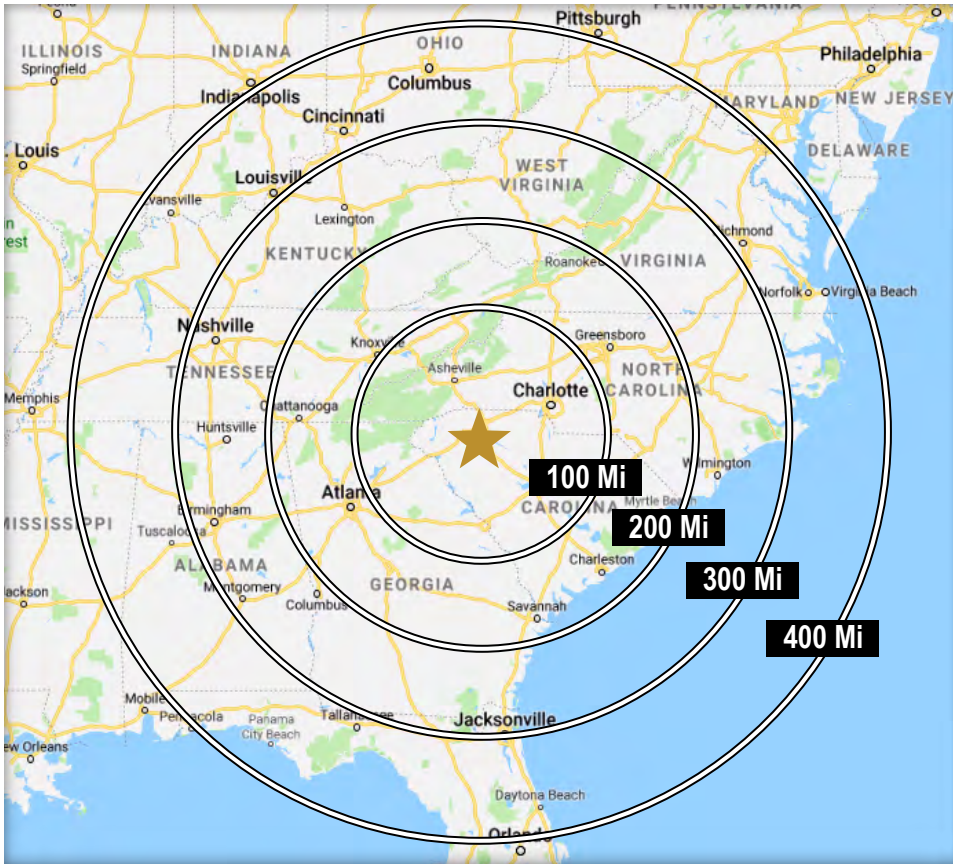 Pittsburgh
PENNSYLVANIA
Peoria
ILLINOIS
INDIANA
OHIO
Springfield
Columbus
Philadelphia
Indianapolis
MARYLAND
NEW JERSEY
Cincinnati
. Louis
DELAWARE
WEST
VIRGINIA
Louisville
Evansville
Lexington
Richmond
rest
KENTUCKY
Roanoke
VIRGINIA
Norfolk
Virginia Beach
Nashville
Greensboro
Knoxville
TENNESSEE
Asheville
NORTH
CAROLINA
Memphis
Charlotte
Chattanooga
Huntsville
Wilmington
100 Mi
Atlanta
CAROLINA
Myrtle Beach
MISSISSIPPI
Birmingham
200 Mi
Tuscaloosa
ALABAMA
Charleston
300 Mi
Montgomery
GEORGIA
Jackson
Columbus
Savannah
400 Mi
Mobile
Pensacola
Panama
City Beach
Tallahassee
Jacksonville
ew Orleans
Daytona Beach
Orlando